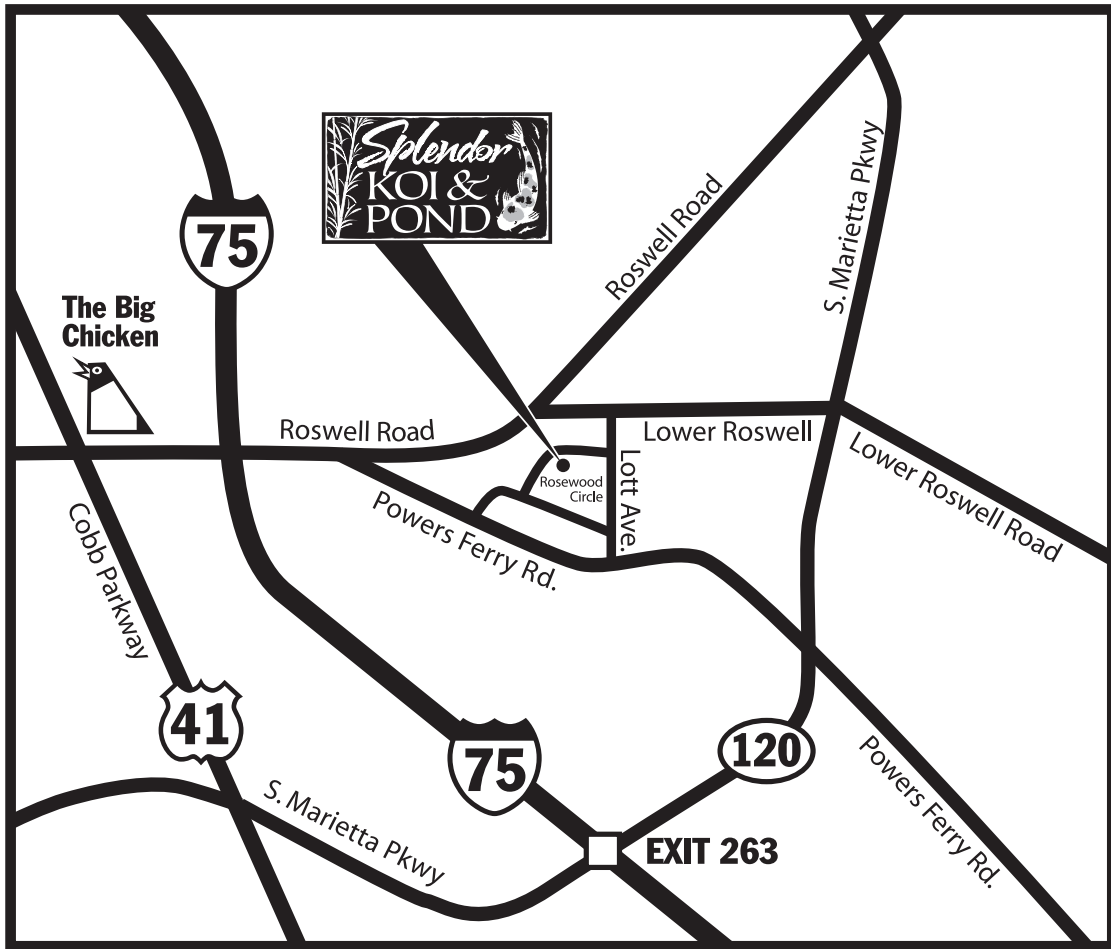 Splendor
KOI &
POND
75
Roswell Road
S. Marietta Pkwy
The Big
Chicken
Roswell Road
Lower Roswell
Lower Roswell Road
Lott Ave.
Rosewood
Circle
Powers Ferry Rd.
Cobb Parkway
41
75
120
Powers Ferry Rd.
S. Marietta Pkwy
EXIT 263